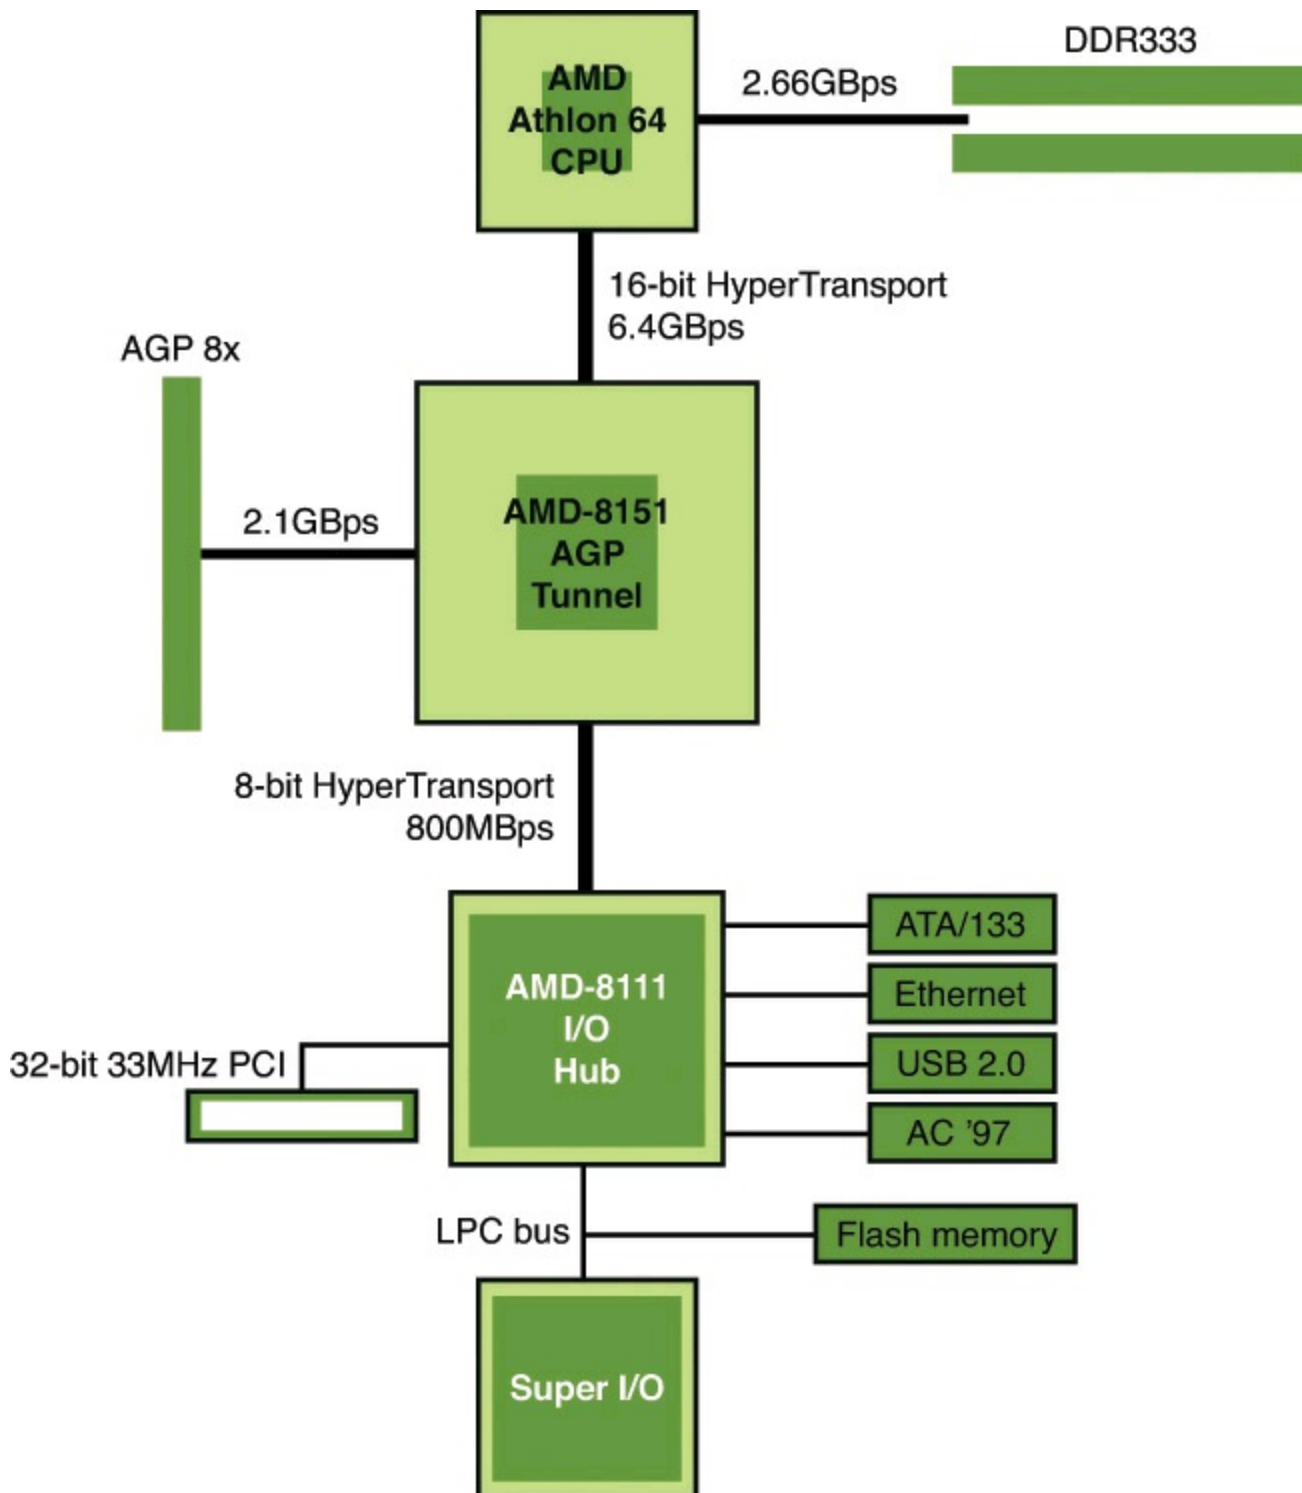 DDR333
AMD
Athlon 64
CPU
2.66GBps
16-bit HyperTransport
6.4GBps
AGP 8x
2.1GBps
AMD-8151
AGP
Tunnel
8-bit HyperTransport
800MBps
AMD-8111
I/O
Hub
ATA/133
Ethernet
USB 2.0
AC ’97
32-bit 33MHz PCI
LPC bus
Flash memory
Super I/O